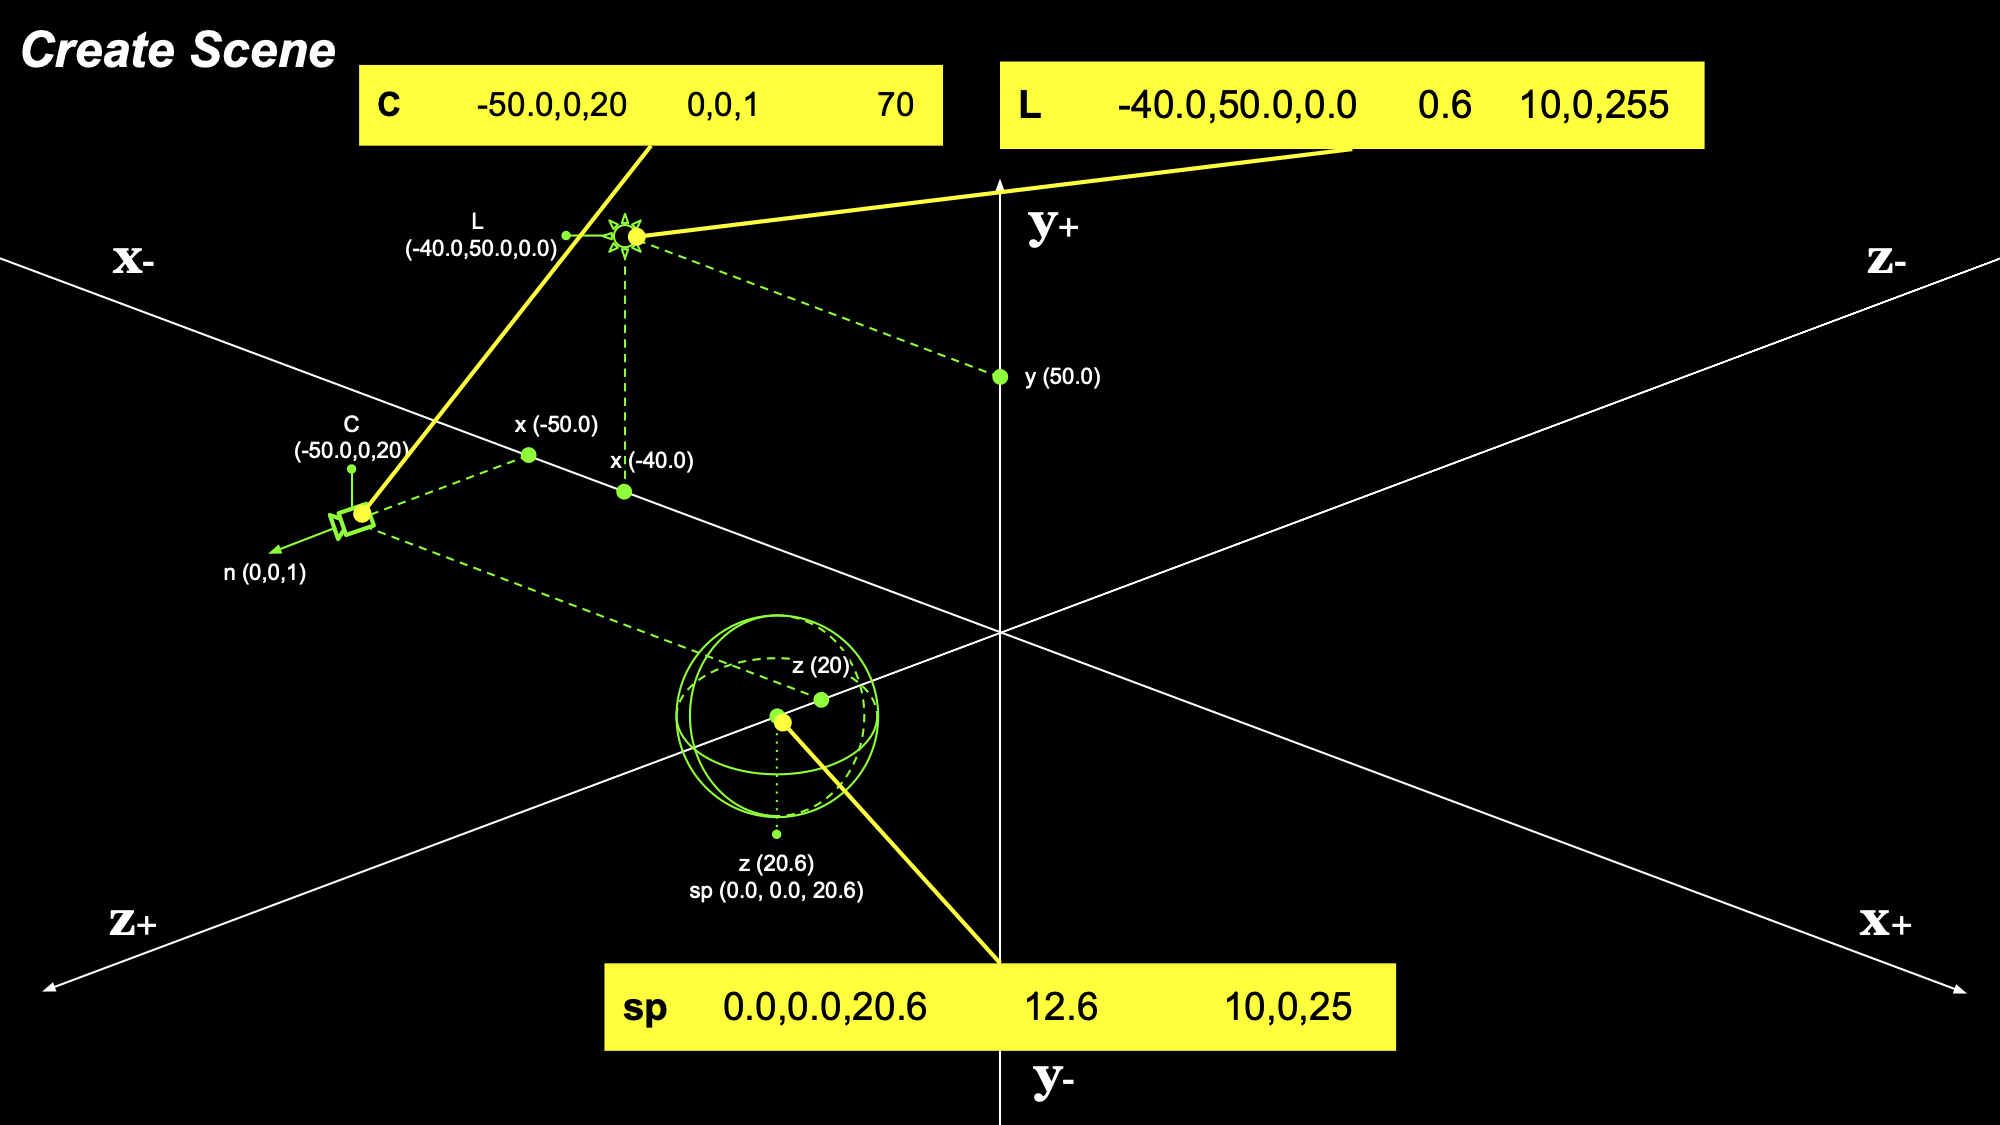 Create Scene
C -50.0,0,20 0,0,1 70
L -40.0,50.0,0.0 0.6 10,0,255
y+
x-
z-
L
(-40.0,50.0,0.0)
y (50.0)
C
(-50.0,0,20)
x (-50.0)
x (-40.0)
n (0,0,1)
z (20)
z (20.6)
sp (0.0, 0.0, 20.6)
z+
x+
sp 0.0,0.0,20.6 12.6 10,0,25
y-